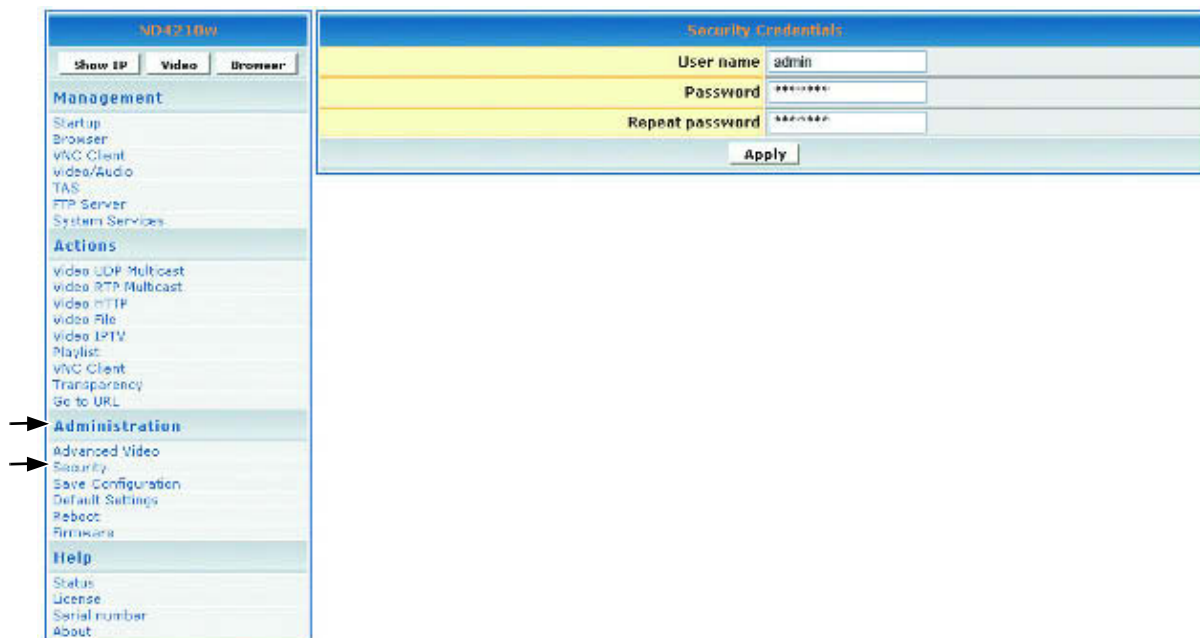 ND4210w
Show IP Video Browser
Management
Startup
Browser
VNC Client
Video/Audio
TAS
FTP Server
System Services
Actions
Video UDP Multicast
Video RTP Multicast
Video HTTP
Video File
Video IPTV
Playlist
VNC Client
Transparency
Go to URL
Administration
Advanced Video
Security
Save Configuration
Default Settings
Reboot
Firmware
Help
Status
License
Serial number
About
Security Credentials
User name admin
Password *******
Repeat password *******
Apply